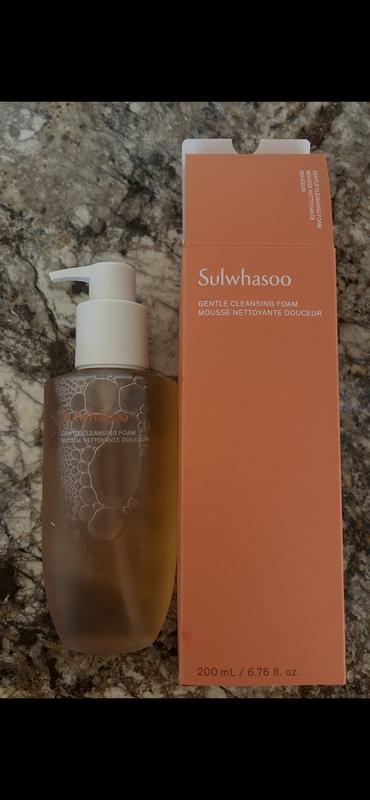 GENTLE CLEANSING FOAM
MOUSSE NETTOYANTE
DOUCEUR
Sulwhasoo
GENTLE CLEANSING FOAM
MOUSSE NETTOYANTE DOUCEUR
200 mL / 6.76 fl. oz.
Sulwhasoo
GENTLE CLEANSING FOAM
MOUSSE NETTOYANTE DOUCEUR